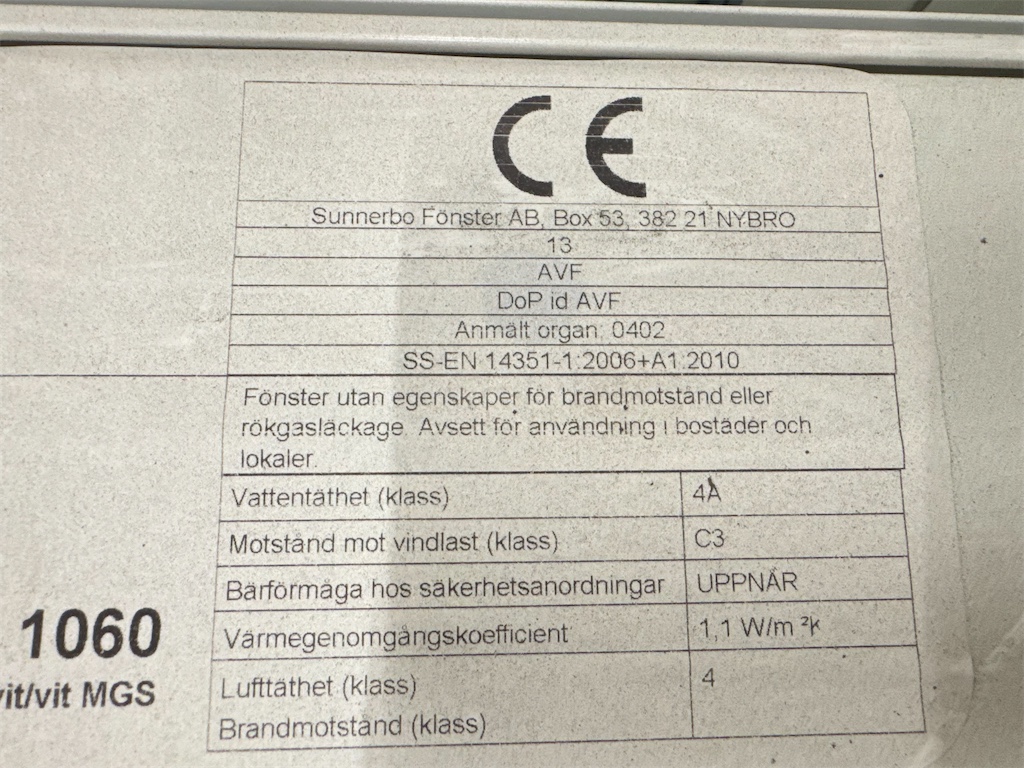 CE
Sunnerbo Fönster AB, Box 53, 382 21 NYBRO
13
AVF
DoP id AVF
Anmält organ: 0402
SS-EN 14351-1:2006+A1:2010
Fönster utan egenskaper för brandmotstånd eller
rökgasläckage. Avsett för användning i bostäder och
lokaler.
Vattentäthet (klass) 4A
Motstånd mot vindlast (klass) C3
Bärförmåga hos säkerhetsanordningar UPPNÅR
Värmegenomgångskoefficient 1,1 W/m ²k
Lufttäthet (klass) 4
Brandmotstånd (klass)
1060
vit/vit MGS